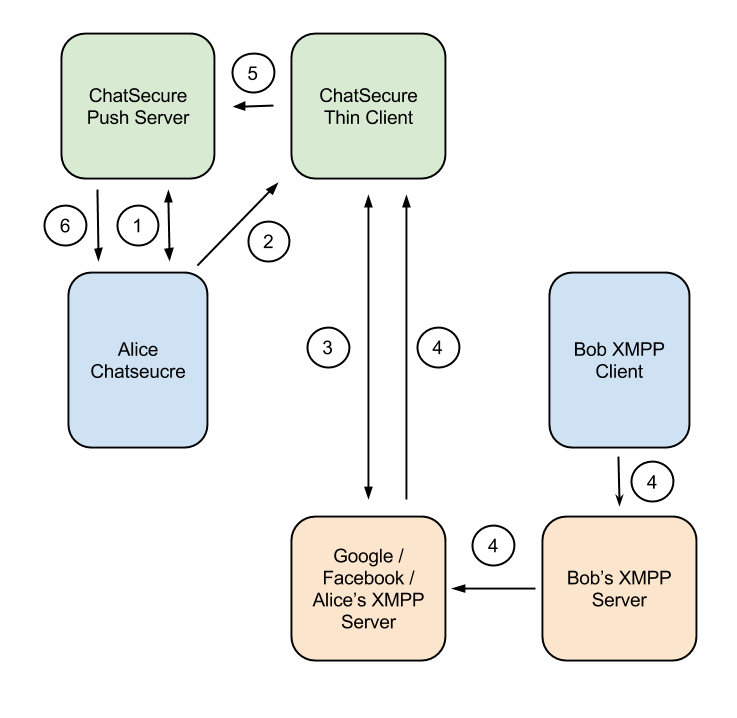 ChatSecure
Push Server
5
ChatSecure
Thin Client
6
1
2
Alice
Chatseucre
3
4
Bob XMPP
Client
4
Google /
Facebook /
Alice's XMPP
Server
4
Bob's XMPP
Server